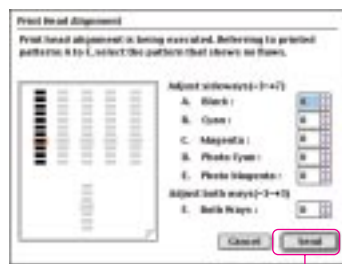 Print Head Alignment
Print head alignment is being executed. Referring to printed
patterns A to F, select the pattern that shows no flaws.
Adjust sideways(-3~+7)
A. Black :
B. Cyan :
C. Magenta :
D. Photo Cyan :
E. Photo Magenta :
Adjust both ways(-3~+3)
F. Both Ways :
Cancel
Send